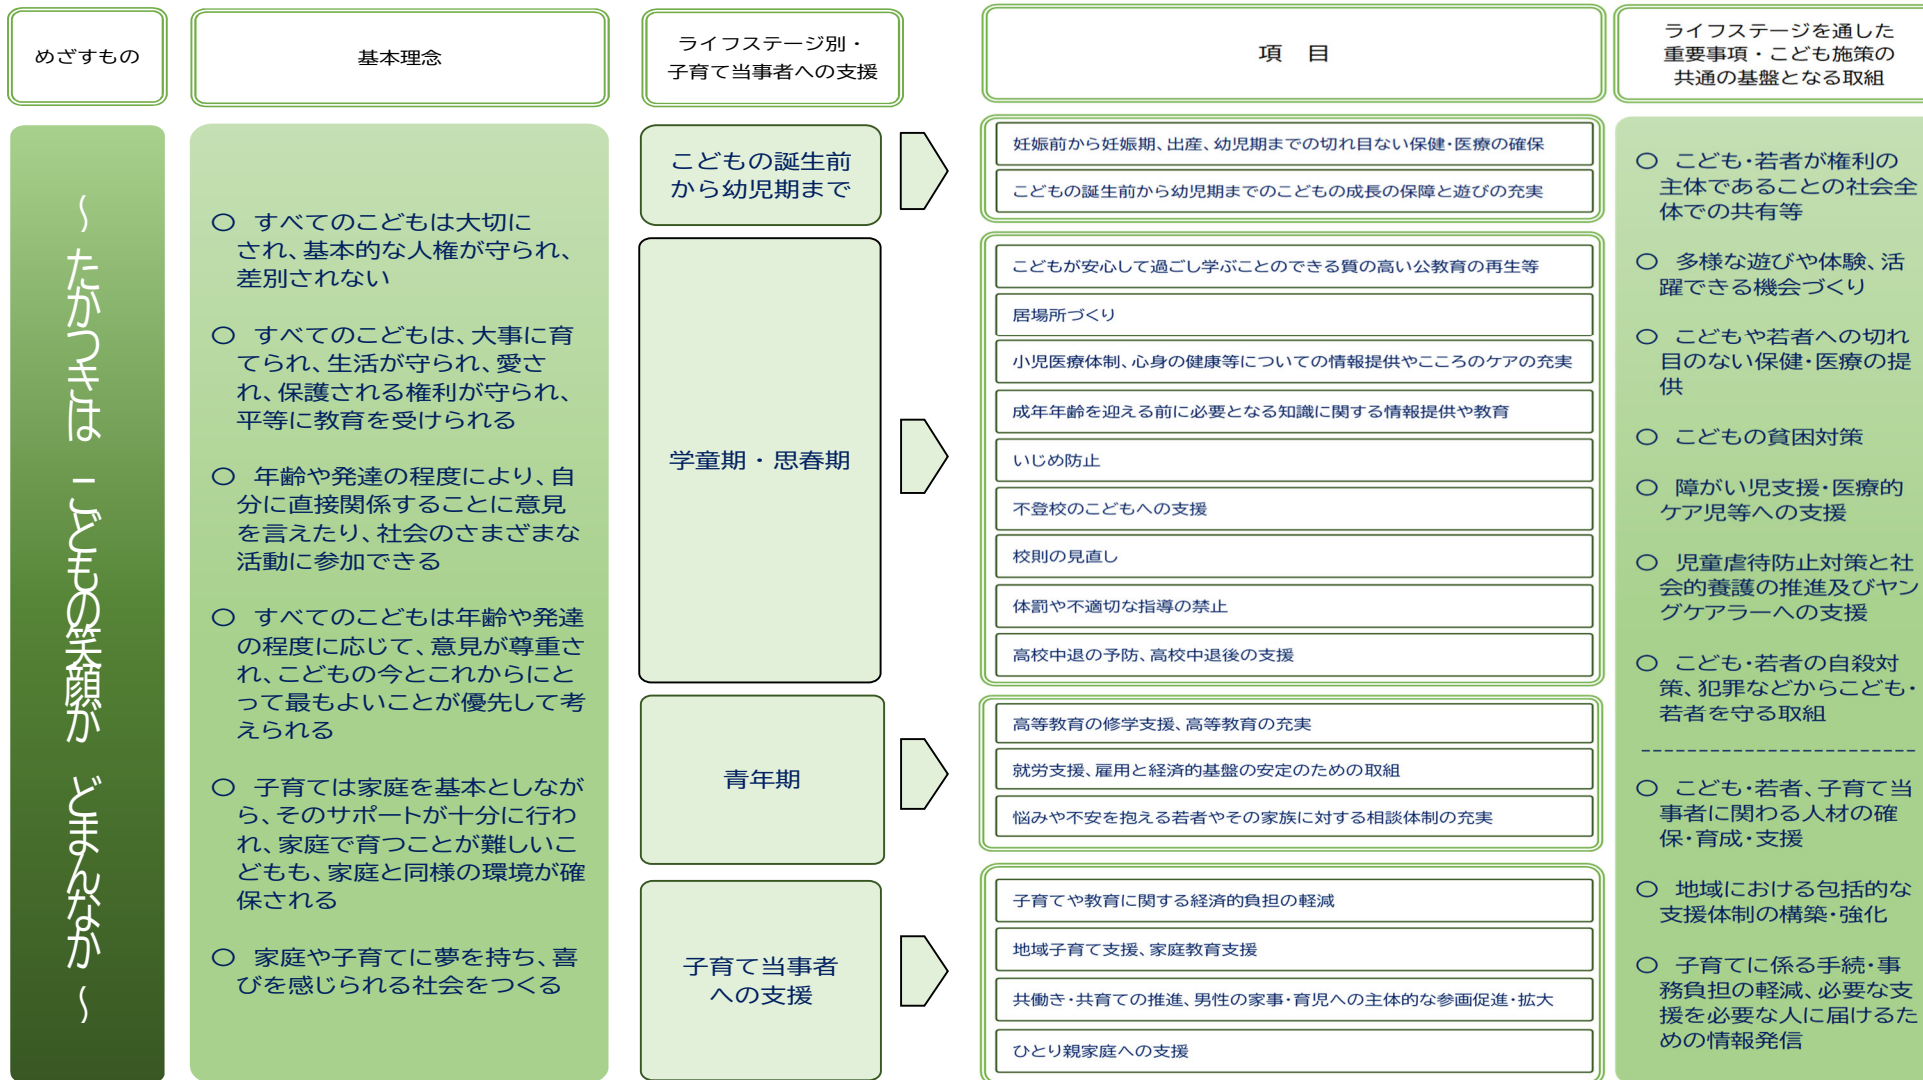 めざすもの
～ たかつキは こどもの笑顔が どまんなか ～
基本理念
○ すべてのこどもは大切に
され、基本的な人権が守られ、
差別されない
○ すべてのこどもは、大事に育
てられ、生活が守られ、愛さ
れ、保護される権利が守られ、
平等に教育を受けられる
○ 年齢や発達の程度により、自
分に直接関係することに意見
を言えたり、社会のさまざまな
活動に参加できる
○ すべてのこどもは年齢や発達
の程度に応じて、意見が尊重さ
れ、こどもの今とこれからにと
って最もよいことが優先して考
えられる
○ 子育ては家庭を基本としなが
ら、そのサポートが十分に行わ
れ、家庭で育つことが難しいこ
どもも、家庭と同様の環境が確
保される
○ 家庭や子育てに夢を持ち、喜
びを感じられる社会をつくる
ライフステージ別・
子育て当事者への支援
項 目
こどもの誕生前
から幼児期まで
妊娠前から妊娠期、出産、幼児期までの切れ目ない保健・医療の確保
こどもの誕生前から幼児期までのこどもの成長の保障と遊びの充実
学童期・思春期
こどもが安心して過ごし学ぶことのできる質の高い公教育の再生等
居場所づくり
小児医療体制、心身の健康等についての情報提供やこころのケアの充実
成年年齢を迎える前に必要となる知識に関する情報提供や教育
いじめ防止
不登校のこどもへの支援
校則の見直し
体罰や不適切な指導の禁止
高校中退の予防、高校中退後の支援
青年期
高等教育の修学支援、高等教育の充実
就労支援、雇用と経済的基盤の安定のための取組
悩みや不安を抱える若者やその家族に対する相談体制の充実
子育て当事者
への支援
子育てや教育に関する経済的負担の軽減
地域子育て支援、家庭教育支援
共働き・共育ての推進、男性の家事・育児への主体的な参画促進・拡大
ひとり親家庭への支援
ライフステージを通した
重要事項・こども施策の
共通の基盤となる取組
○ こども・若者が権利の
主体であることの社会全
体での共有等
○ 多様な遊びや体験、活
躍できる機会づくり
○ こどもや若者への切れ
目のない保健・医療の提
供
○ こどもの貧困対策
○ 障がい児支援・医療的
ケア児等への支援
○ 児童虐待防止対策と社
会的養護の推進及びヤン
グケアラーへの支援
○ こども・若者の自殺対
策、犯罪などからこども・
若者を守る取組
○ こども・若者、子育て当
事者に関わる人材の確
保・育成・支援
○ 地域における包括的な
支援体制の構築・強化
○ 子育てに係る手続・事
務負担の軽減、必要な支
援を必要な人に届けるた
めの情報発信